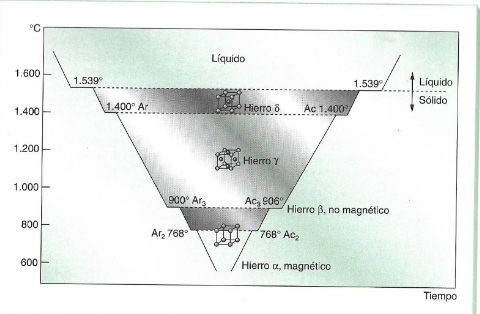 °C
Líquido
1.600
1.539°
1.539°
Líquido
Sólido
1.400
1.400° Ar
Hierro δ
Ac 1.400°
1.200
Hierro γ
1.000
900° Ar₃
Ac₃ 906°
Hierro β, no magnético
800
Ar₂ 768°
768° Ac₂
600
Hierro α, magnético
Tiempo